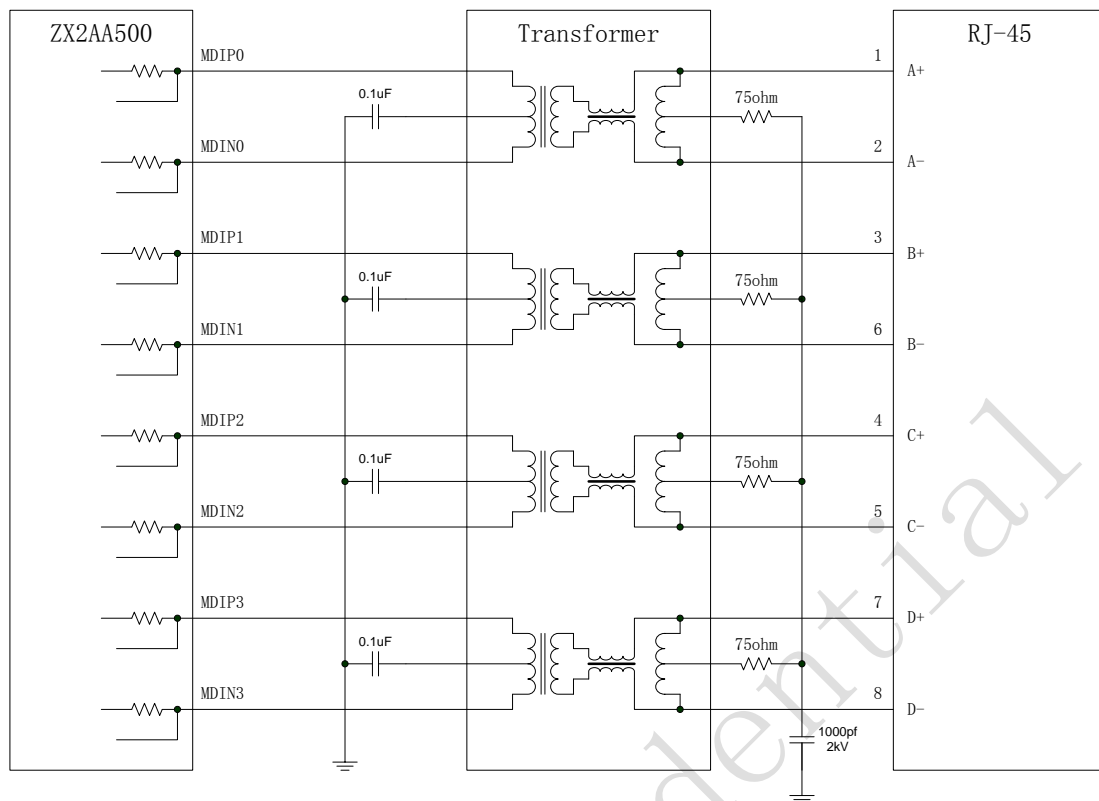 ZX2AA500
Transformer
RJ-45
MDIP0
1
A+
0.1uF
75ohm
MDIN0
2
A-
MDIP1
3
B+
0.1uF
75ohm
MDIN1
6
B-
MDIP2
4
C+
0.1uF
75ohm
MDIN2
5
C-
MDIP3
7
D+
0.1uF
75ohm
MDIN3
8
D-
1000pf
2kV
dential